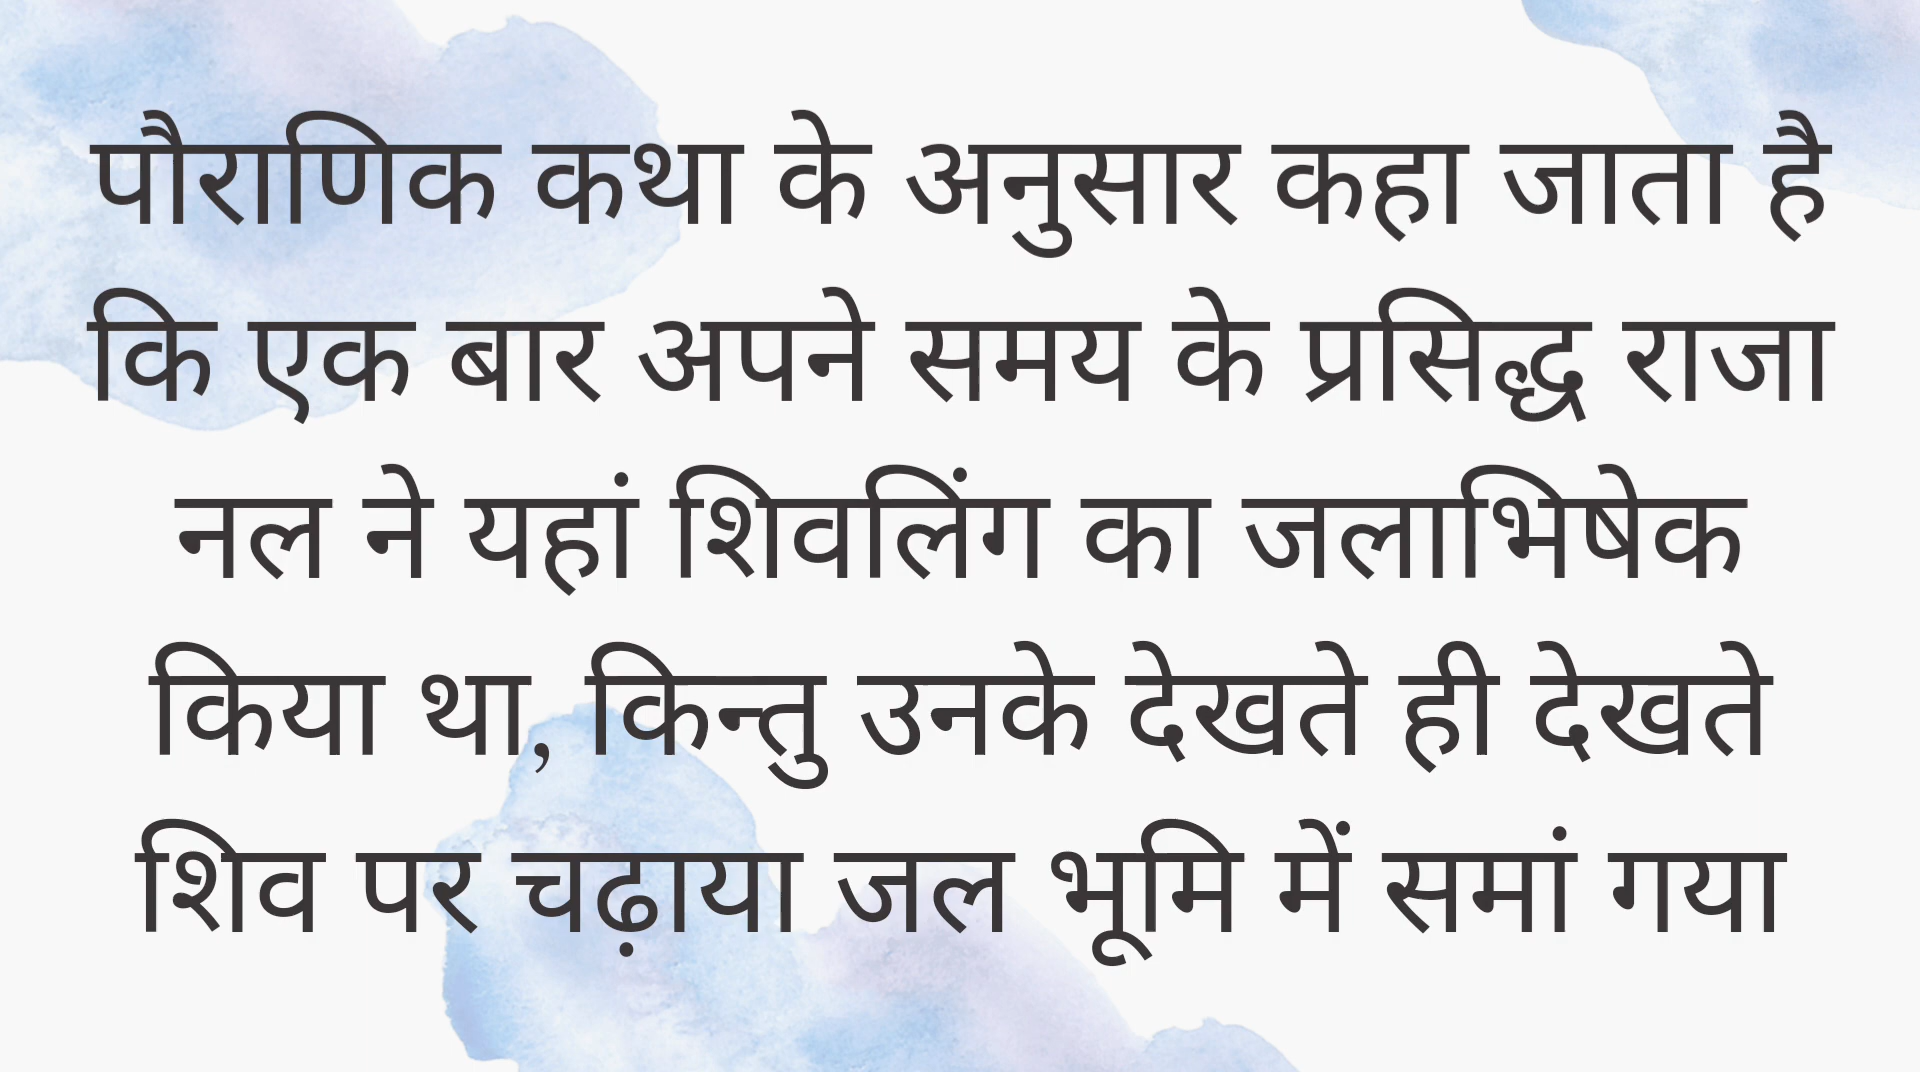 पौराणिक कथा के अनुसार कहा जाता है
कि एक बार अपने समय के प्रसिद्ध राजा
नल ने यहां शिवलिंग का जलाभिषेक
किया था, किन्तु उनके देखते ही देखते
शिव पर चढ़ाया जल भूमि में समां गया